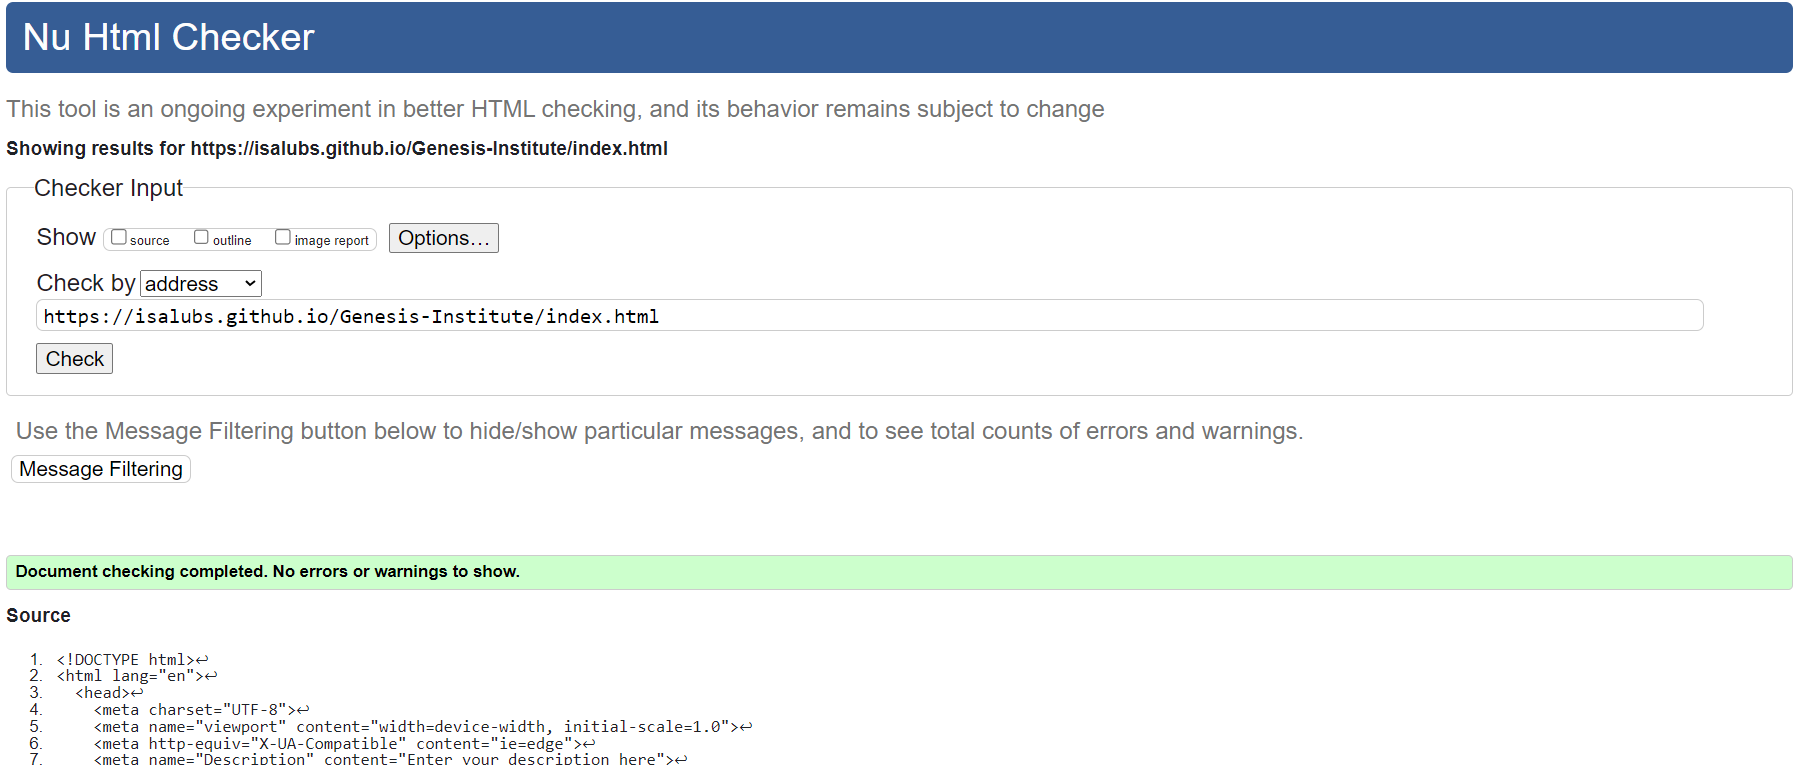 Nu Html Checker
This tool is an ongoing experiment in better HTML checking, and its behavior remains subject to change
Showing results for https://isalubs.github.io/Genesis-Institute/index.html
Checker Input
Show source outline image report Options...
Check by address
https://isalubs.github.io/Genesis-Institute/index.html
Check
Use the Message Filtering button below to hide/show particular messages, and to see total counts of errors and warnings.
Message Filtering
Document checking completed. No errors or warnings to show.
Source
1. <!DOCTYPE html>↩
2. <html lang="en">↩
3. <head>↩
4. <meta charset="UTF-8">↩
5. <meta name="viewport" content="width=device-width, initial-scale=1.0">↩
6. <meta http-equiv="X-UA-Compatible" content="ie=edge">↩
7. <meta name="Description" content="Enter your description here">↩